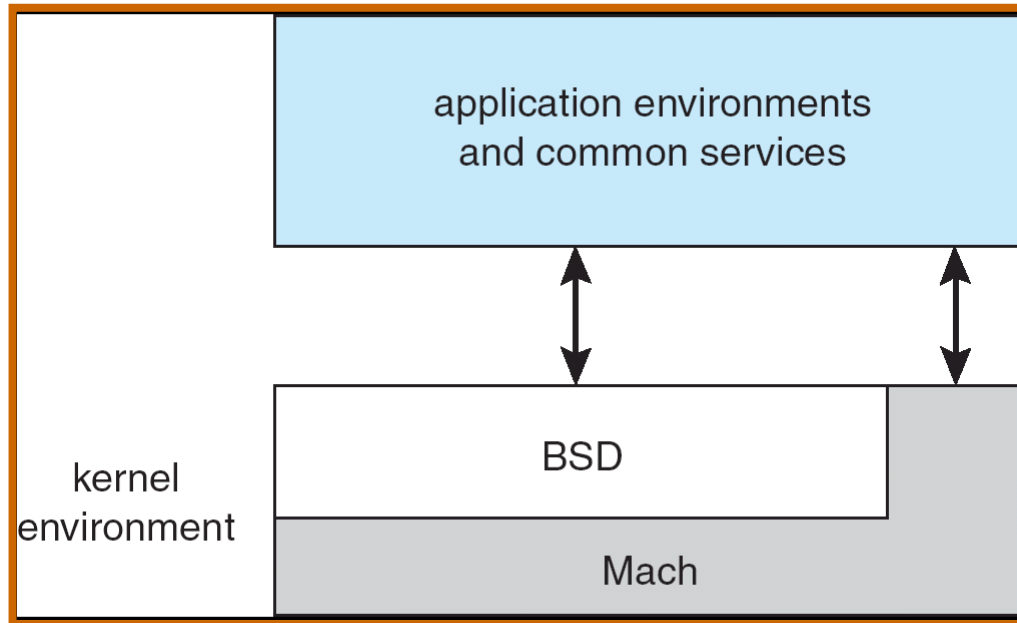 application environments
and common services
BSD
kernel
environment
Mach